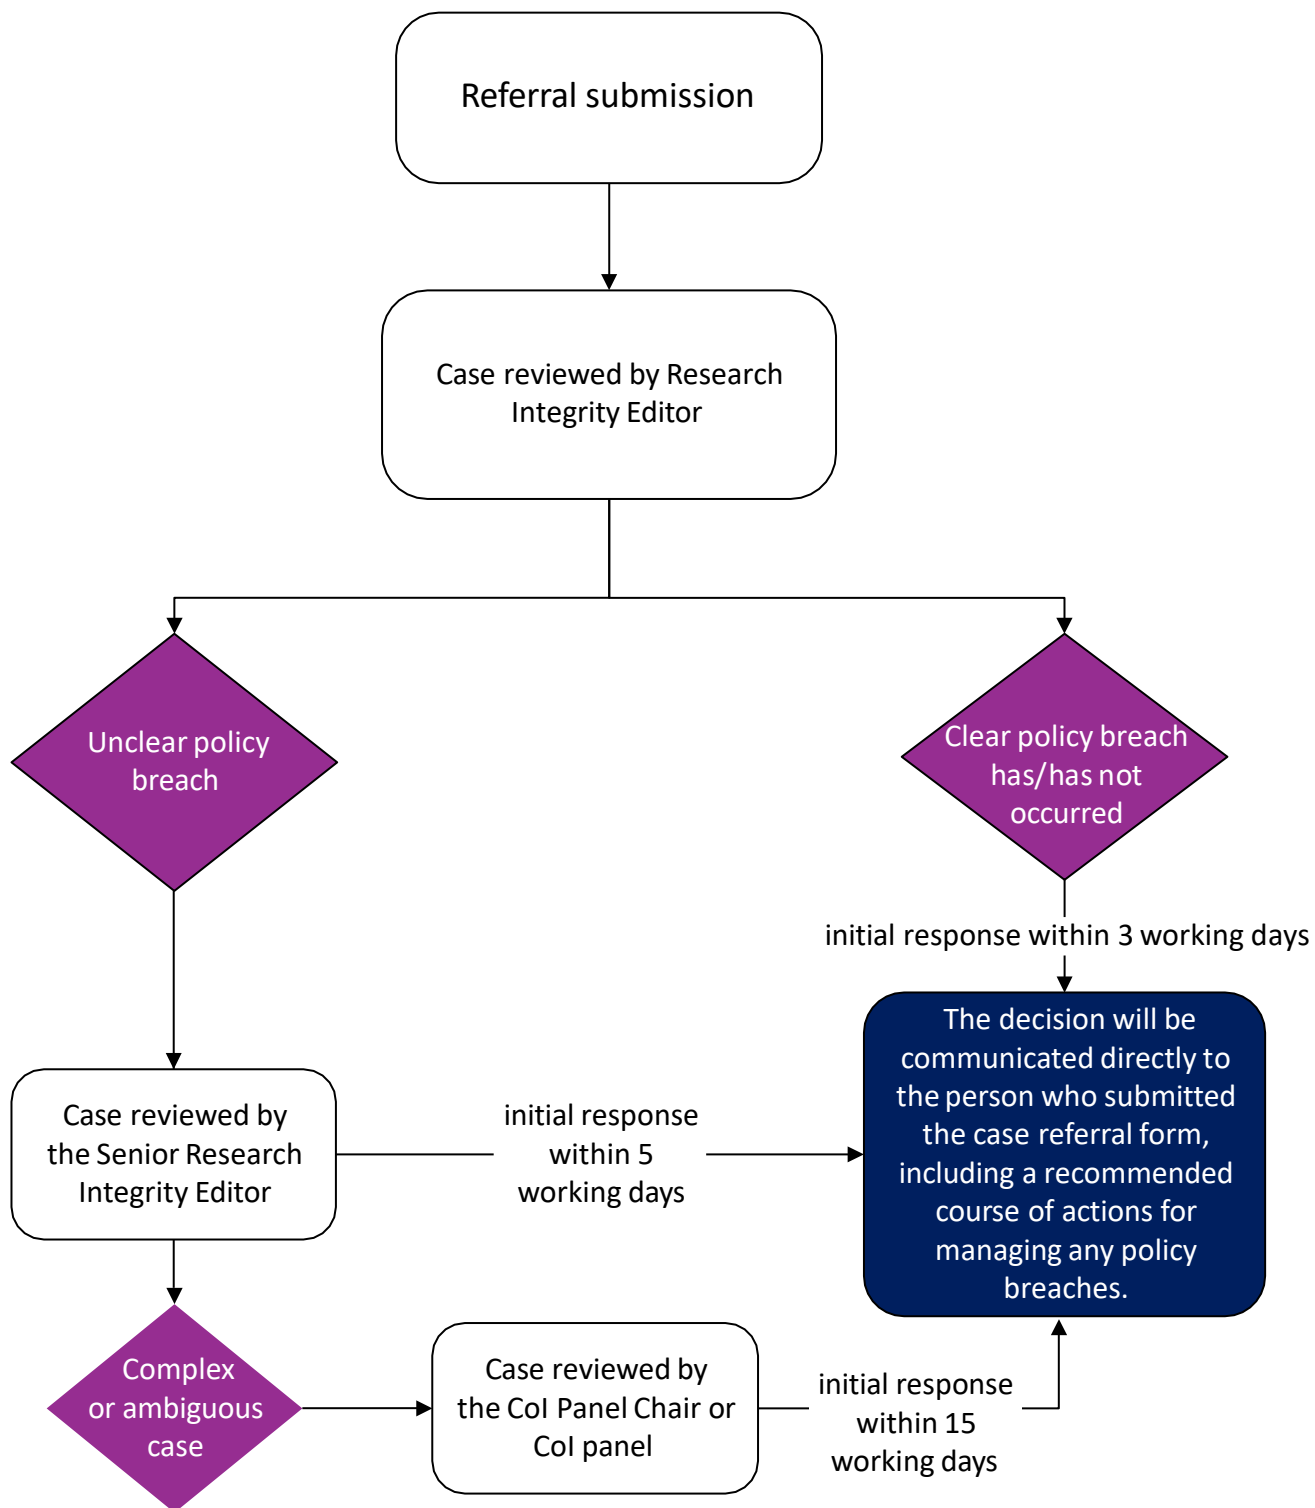 Referral submission
Case reviewed by Research
Integrity Editor
Unclear policy
breach
Clear policy breach
has/has not
occurred
initial response within 3 working days
The decision will be
communicated directly to
the person who submitted
the case referral form,
including a recommended
course of actions for
managing any policy
breaches.
Case reviewed by
the Senior Research
Integrity Editor
initial response
within 5
working days
Complex
or ambiguous
case
Case reviewed by
the CoI Panel Chair or
CoI panel
initial response
within 15
working days